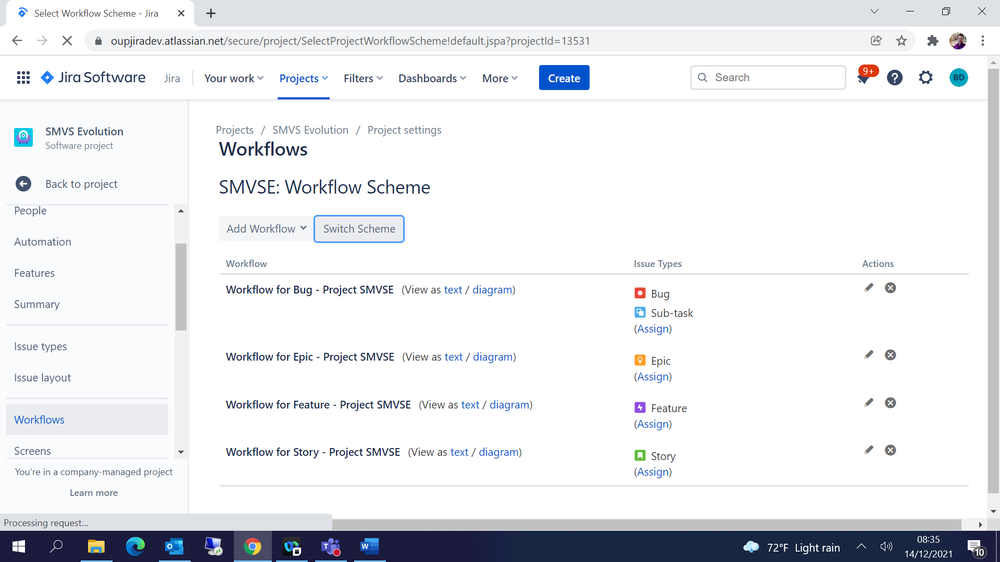 Select Workflow Scheme - Jira
oupjiradev.atlassian.net/secure/project/SelectProjectWorkflowScheme!default.jspa?projectId=13531
Jira Software
Jira
Your work
Projects
Filters
Dashboards
More
Create
Search
9+
BD
SMVS Evolution
Software project
Back to project
People
Automation
Features
Summary
Issue types
Issue layout
Workflows
Screens
You're in a company-managed project
Learn more
Processing request...
Projects / SMVS Evolution / Project settings
Workflows
SMVSE: Workflow Scheme
Add Workflow
Switch Scheme
Workflow Issue Types Actions
Workflow for Bug - Project SMVSE (View as text / diagram)
Bug
Sub-task
(Assign)
Workflow for Epic - Project SMVSE (View as text / diagram)
Epic
(Assign)
Workflow for Feature - Project SMVSE (View as text / diagram)
Feature
(Assign)
Workflow for Story - Project SMVSE (View as text / diagram)
Story
(Assign)
72°F Light rain
08:35
14/12/2021
10